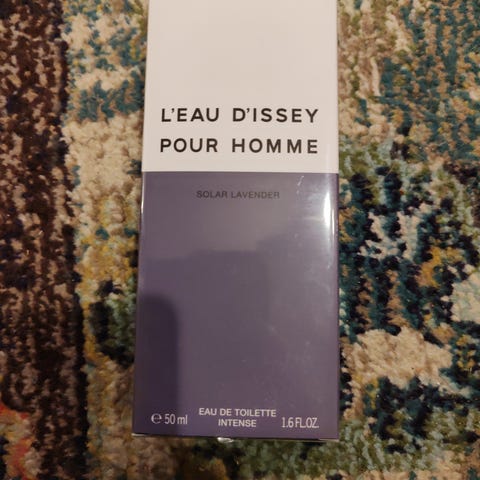 L'EAU D'ISSEY
POUR HOMME
SOLAR LAVENDER
EAU DE TOILETTE
℮ 50 ml INTENSE 1.6 FL.OZ.